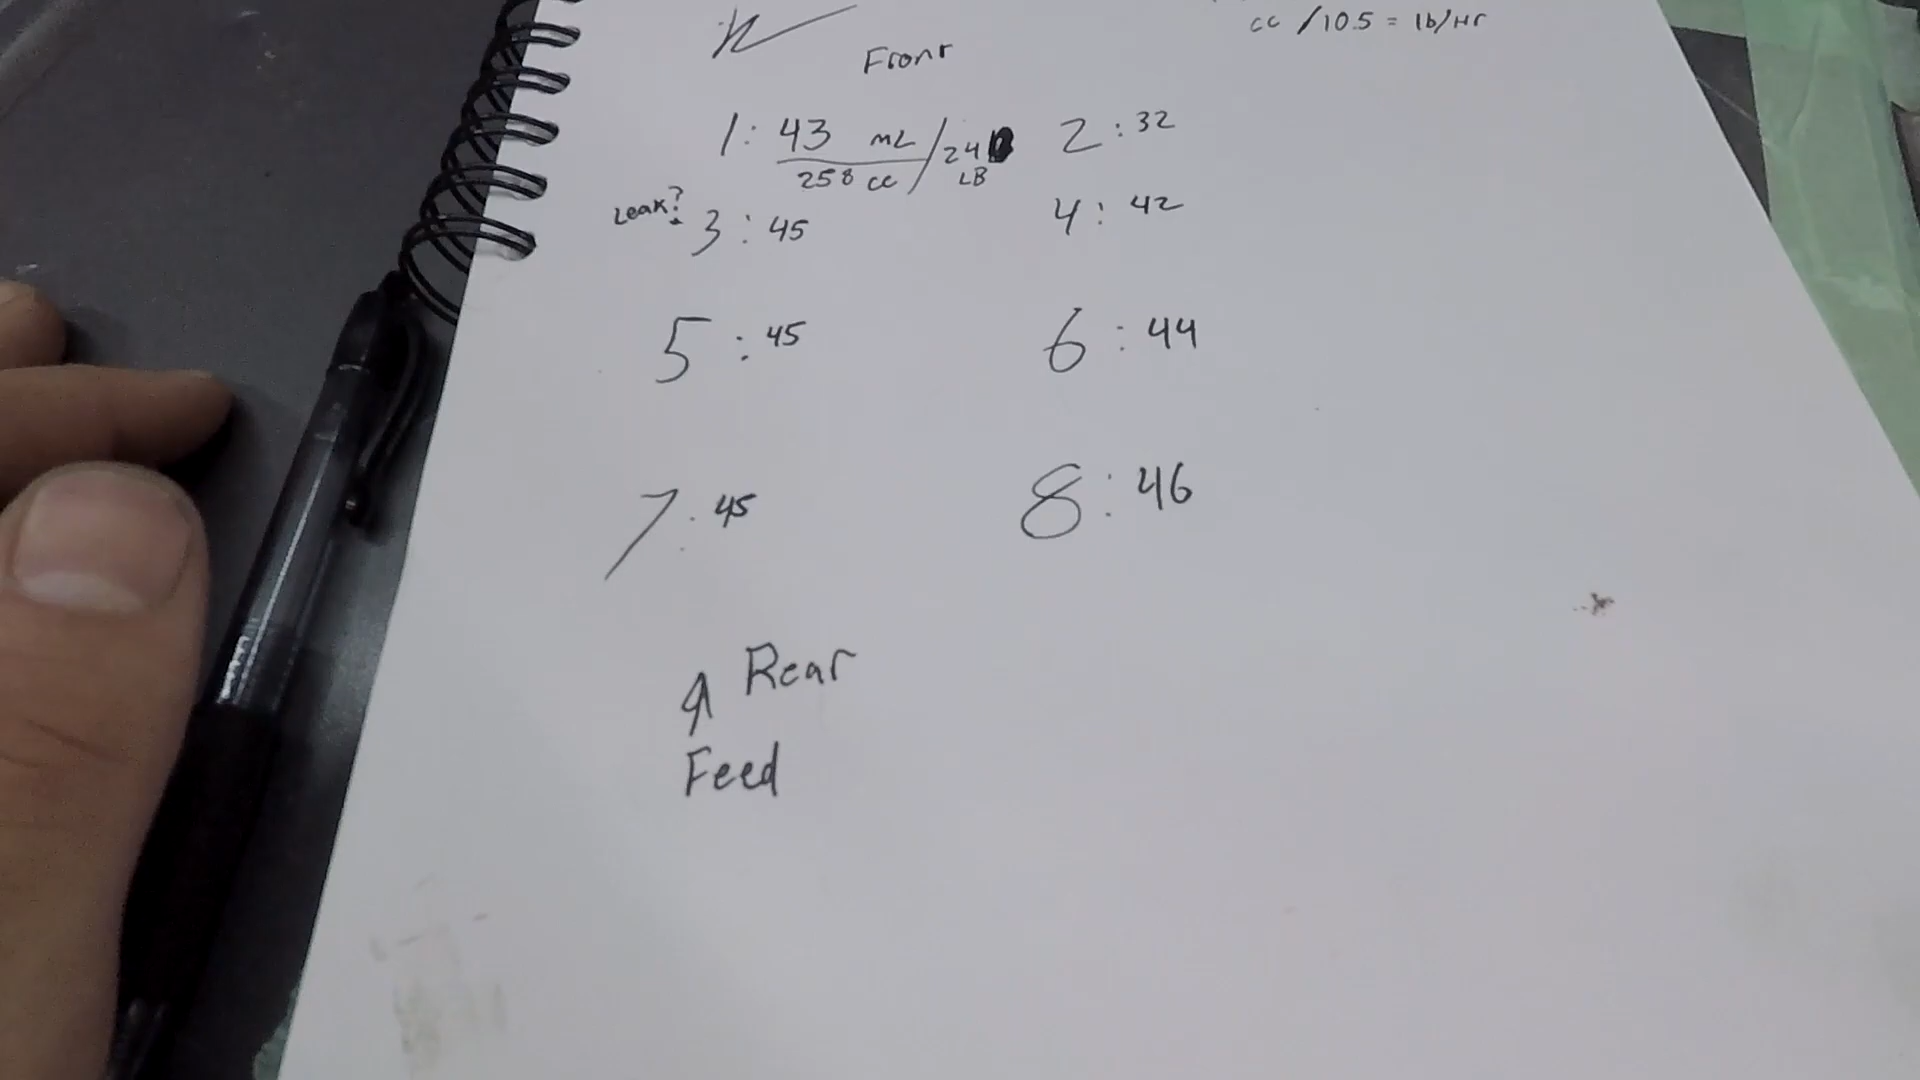 cc / 10.5 = lb/Hr
Front
1: 43 mL / 24 2: 32
258 cc LB
Leak? 3: 45 4: 42
5: 45 6: 44
7: 45 8: 46
Rear
Feed